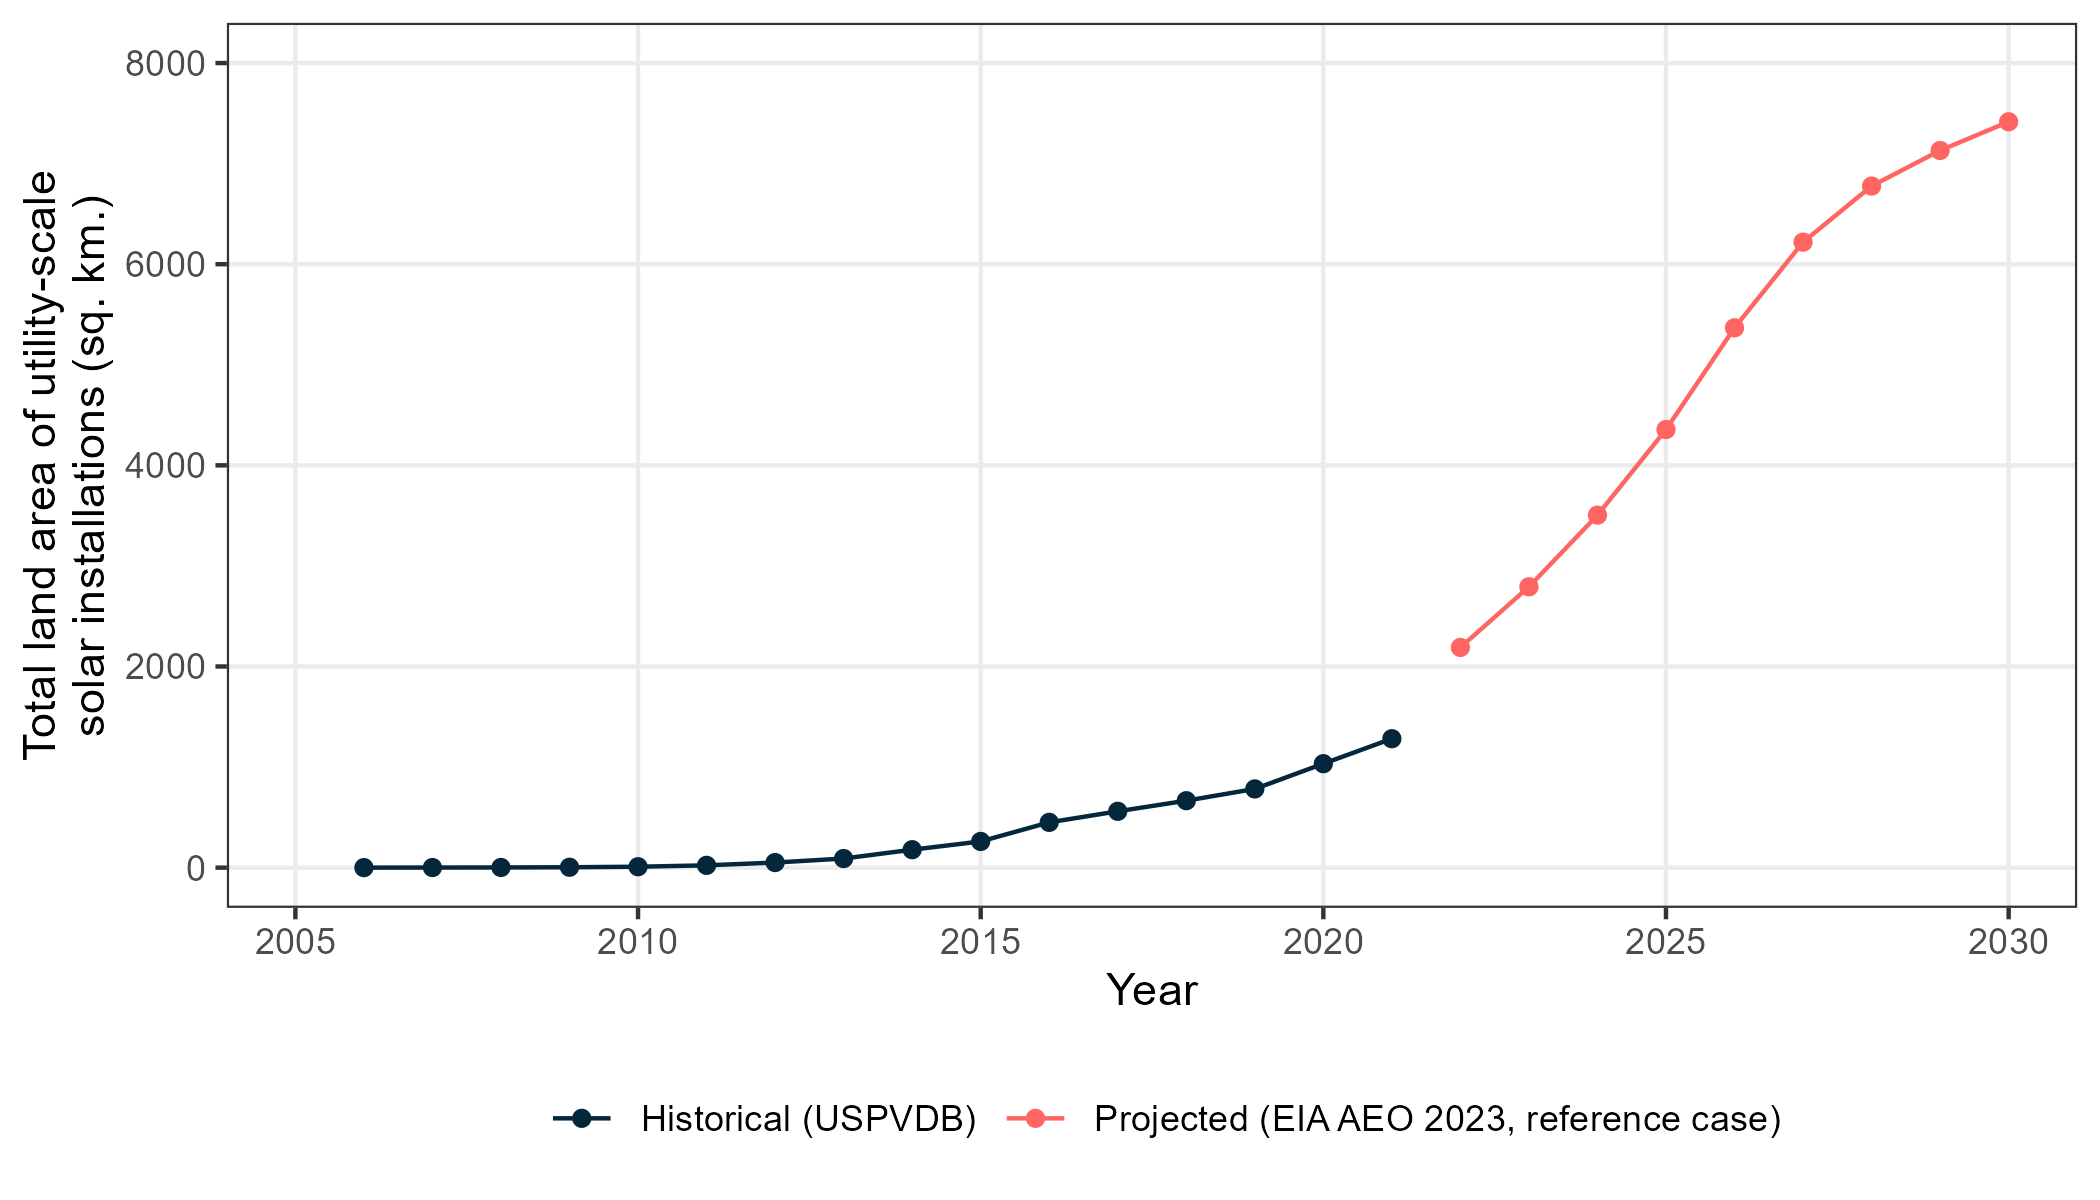 Total land area of utility-scale
solar installations (sq. km.)
8000
6000
4000
2000
0
2005 2010 2015 2020 2025 2030
Year
Historical (USPVDB) Projected (EIA AEO 2023, reference case)